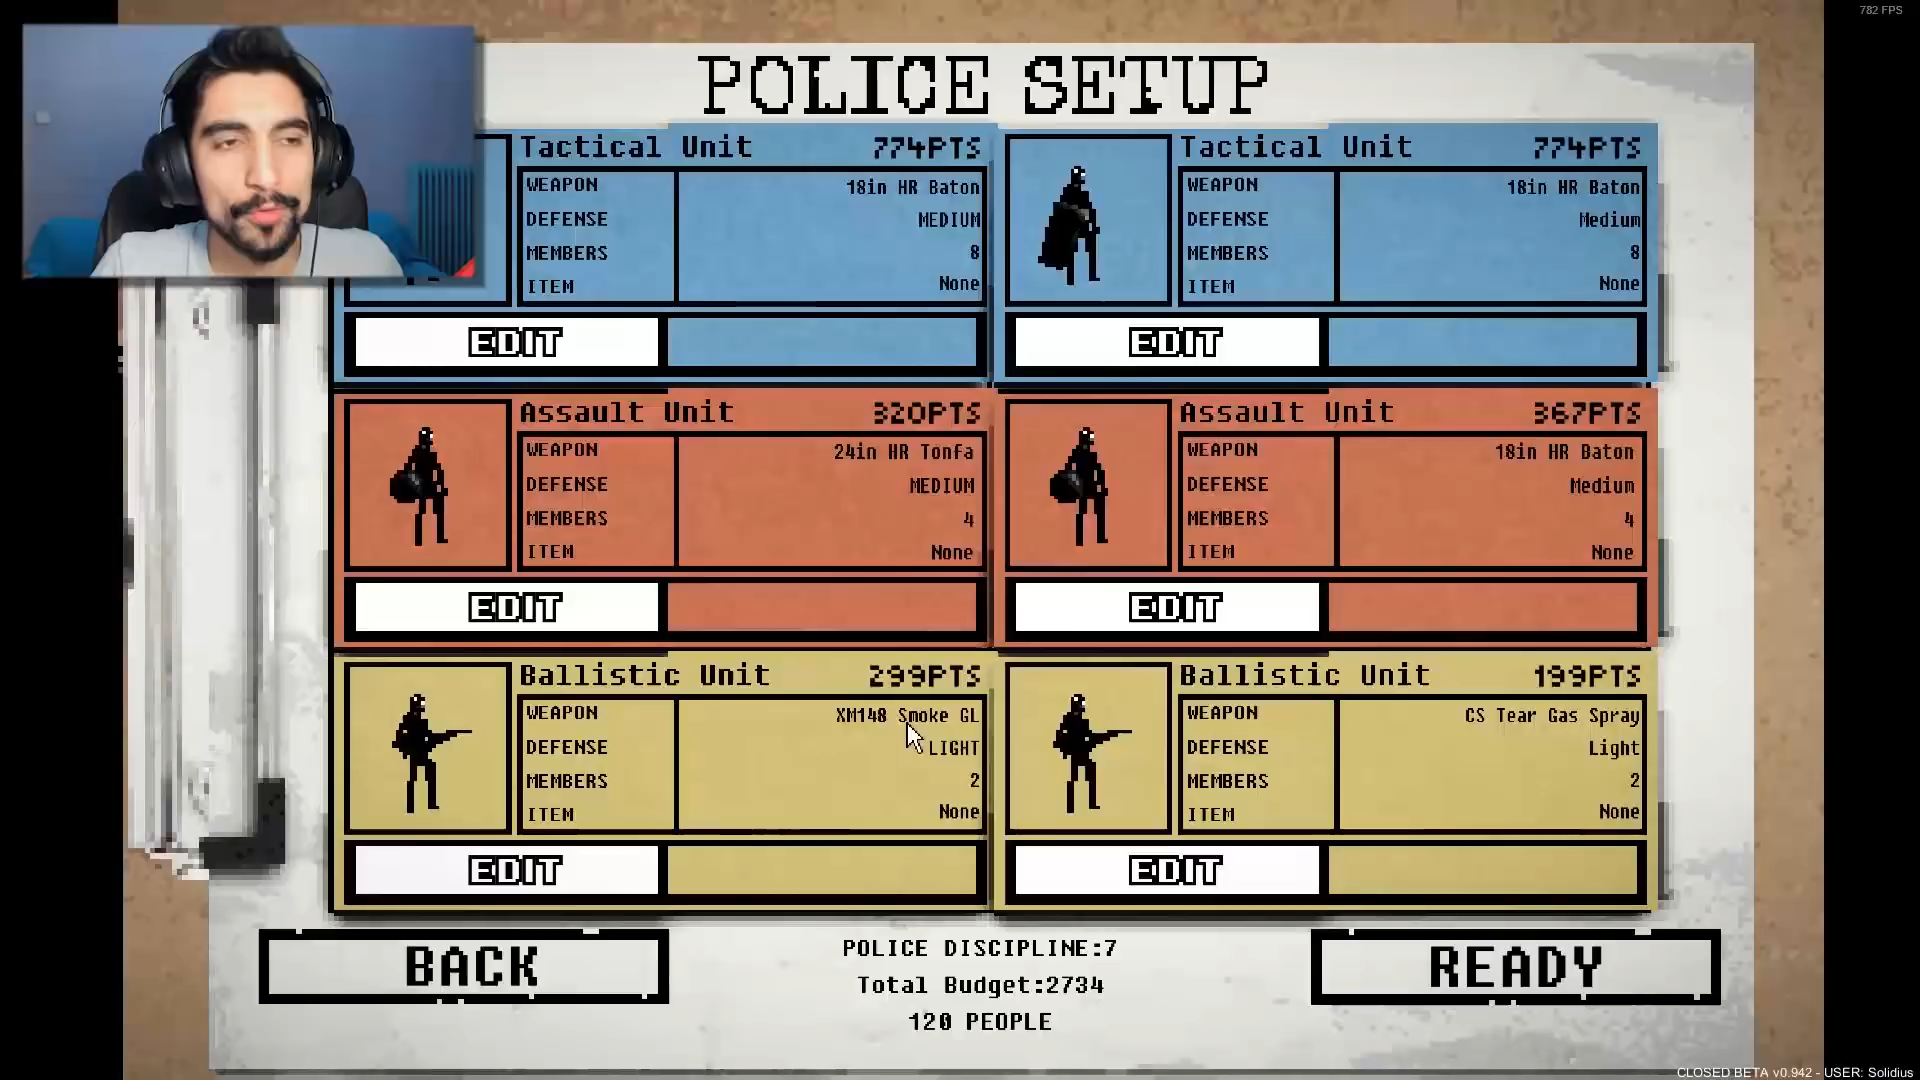 782 FPS
POLICE SETUP
Tactical Unit 774PTS
WEAPON 18in HR Baton
DEFENSE MEDIUM
MEMBERS 8
ITEM None
EDIT
Tactical Unit 774PTS
WEAPON 18in HR Baton
DEFENSE Medium
MEMBERS 8
ITEM None
EDIT
Assault Unit 320PTS
WEAPON 24in HR Tonfa
DEFENSE MEDIUM
MEMBERS 4
ITEM None
EDIT
Assault Unit 367PTS
WEAPON 18in HR Baton
DEFENSE Medium
MEMBERS 4
ITEM None
EDIT
Ballistic Unit 299PTS
WEAPON XM148 Smoke GL
DEFENSE LIGHT
MEMBERS 2
ITEM None
EDIT
Ballistic Unit 199PTS
WEAPON CS Tear Gas Spray
DEFENSE Light
MEMBERS 2
ITEM None
EDIT
BACK
POLICE DISCIPLINE:7
Total Budget:2734
120 PEOPLE
READY
CLOSED BETA v0.942 - USER: Solidius